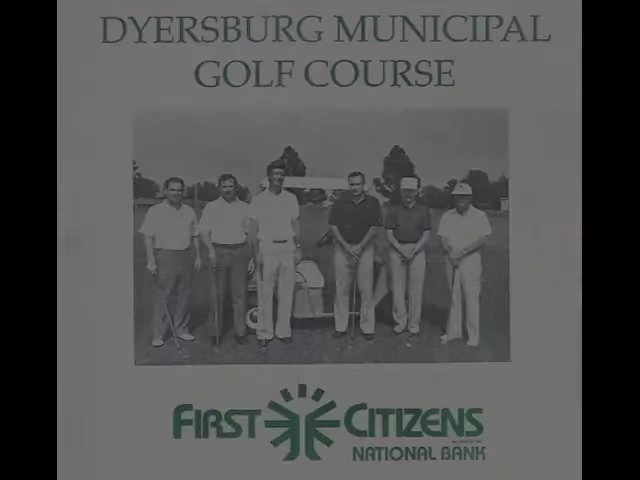 DYERSBURG MUNICIPAL
GOLF COURSE
FIRST CITIZENS
NATIONAL BANK